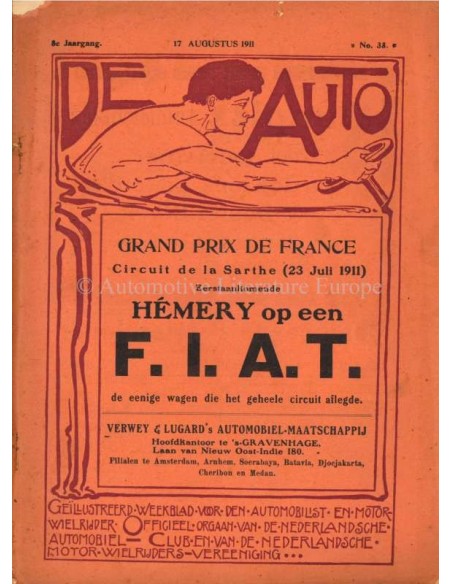 8e Jaargang. 17 AUGUSTUS 1911 No. 38.
DE AUTO
GRAND PRIX DE FRANCE
Circuit de la Sarthe (23 Juli 1911)
Eerstaankomende
© Automotive Literature Europe
HÉMERY op een
F. I. A. T.
de eenige wagen die het geheele circuit aflegde.
VERWEY & LUGARD's AUTOMOBIEL-MAATSCHAPPIJ
Hoofdkantoor te 's-GRAVENHAGE,
Laan van Nieuw Oost-Indie 180.
Filialen te Amsterdam, Arnhem, Soerabaya, Batavia, Djocjakarta,
Cheribon en Medan.
GEÏLLUSTREERD·WEEKBLAD·VOOR·DEN·AUTOMOBILIST·EN·MOTOR-
WIELRIJDER·OFFICIEEL·ORGAAN·VAN·DE·NEDERLANDSCHE·
AUTOMOBIEL-CLUB·EN·VAN·DE·NEDERLANDSCHE·
MOTOR-WIELRIJDERS-VEREENIGING···